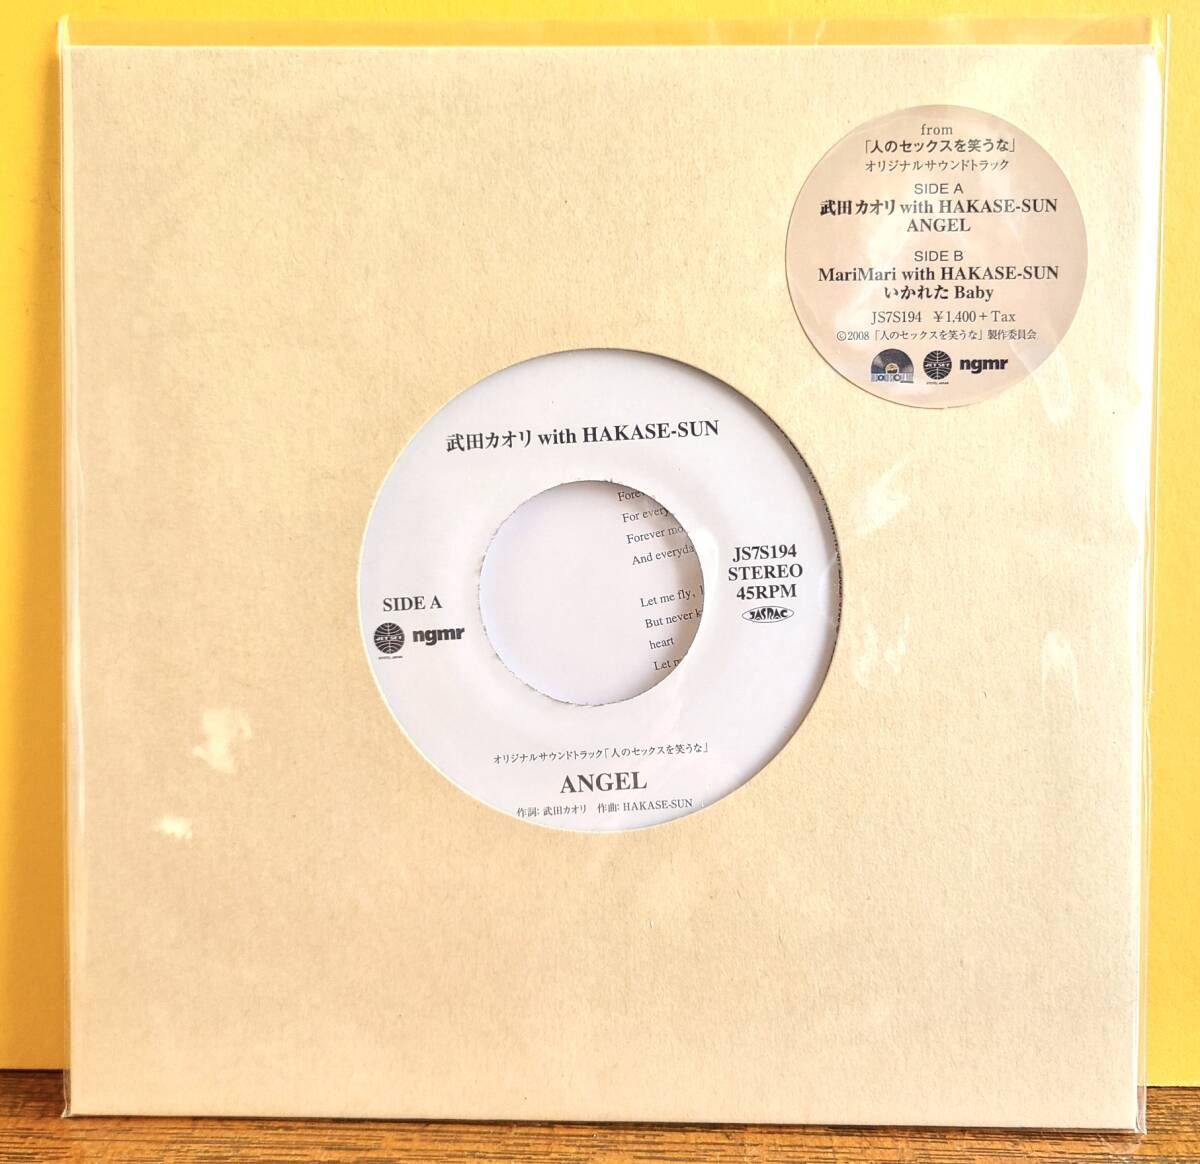 from
「人のセックスを笑うな」
オリジナルサウンドトラック
SIDE A
武田カオリ with HAKASE-SUN
ANGEL
SIDE B
MariMari with HAKASE-SUN
いかれた Baby
JS7S194 ¥1,400+Tax
©2008「人のセックスを笑うな」製作委員会
JET SET
ngmr
武田カオリ with HAKASE-SUN
For every
Forever
And everyda
Let me fly,
But never
heart
Let
JS7S194
STEREO
45RPM
JASRAC
SIDE A
JET SET
ngmr
オリジナルサウンドトラック「人のセックスを笑うな」
ANGEL
作詞: 武田カオリ 作曲: HAKASE-SUN